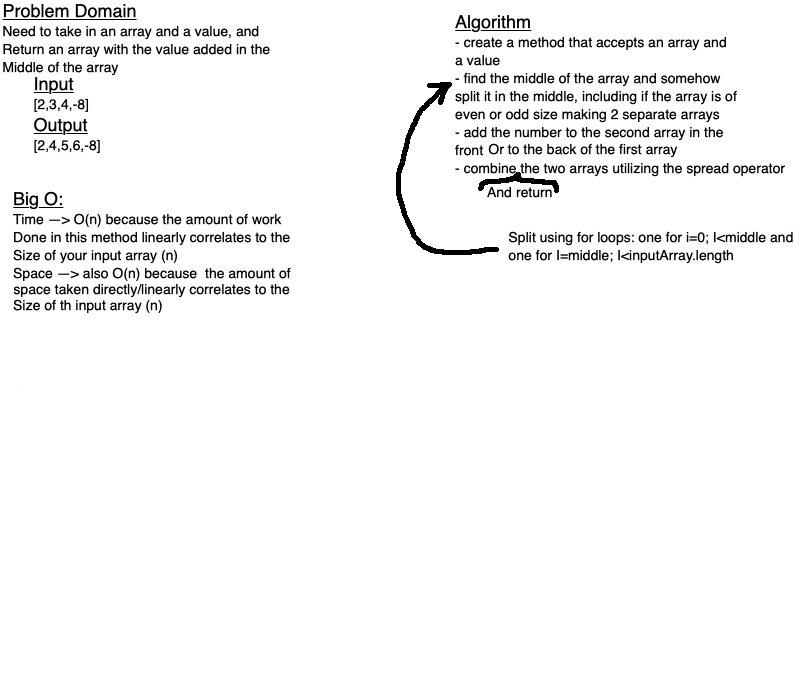 Problem Domain
Need to take in an array and a value, and
Return an array with the value added in the
Middle of the array
Input
[2,3,4,-8]
Output
[2,4,5,6,-8]
Big O:
Time —> O(n) because the amount of work
Done in this method linearly correlates to the
Size of your input array (n)
Space —> also O(n) because the amount of
space taken directly/linearly correlates to the
Size of th input array (n)
Algorithm
- create a method that accepts an array and
a value
- find the middle of the array and somehow
split it in the middle, including if the array is of
even or odd size making 2 separate arrays
- add the number to the second array in the
front Or to the back of the first array
- combine the two arrays utilizing the spread operator
And return
Split using for loops: one for i=0; I<middle and
one for I=middle; I<inputArray.length